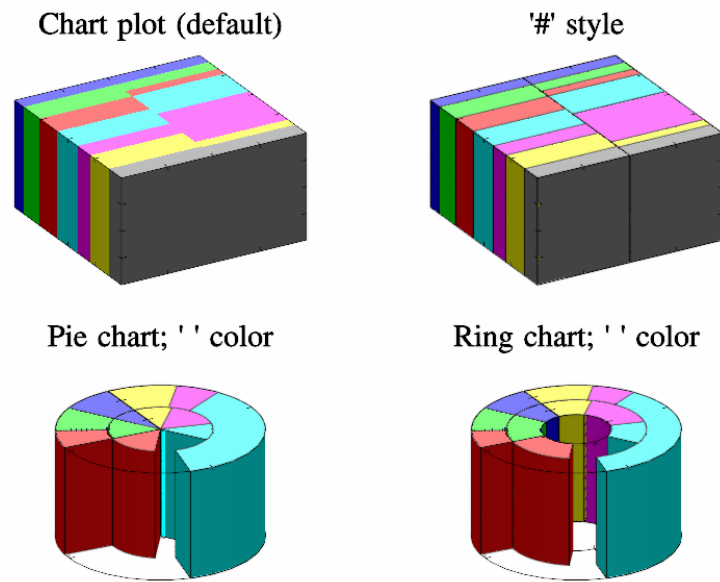 Chart plot (default)
'#' style
Pie chart; ' ' color
Ring chart; ' ' color